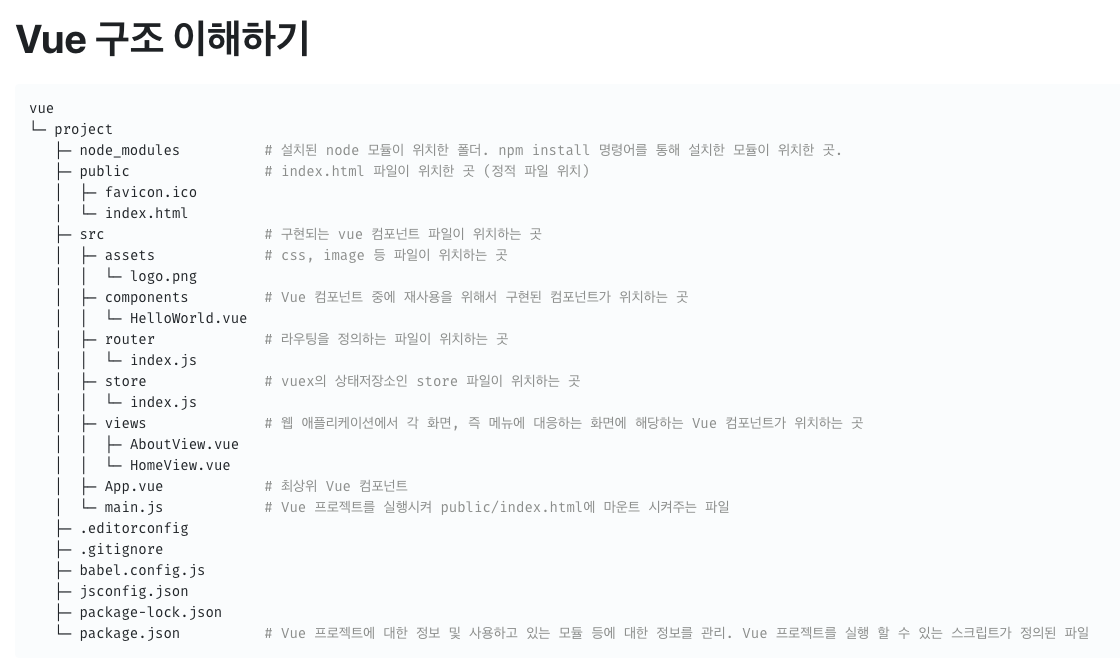 Vue 구조 이해하기
vue
└─ project
   ├─ node_modules          # 설치된 node 모듈이 위치한 폴더. npm install 명령어를 통해 설치한 모듈이 위치한 곳.
   ├─ public                # index.html 파일이 위치한 곳 (정적 파일 위치)
   │  ├─ favicon.ico
   │  └─ index.html
   ├─ src                   # 구현되는 vue 컴포넌트 파일이 위치하는 곳
   │  ├─ assets             # css, image 등 파일이 위치하는 곳
   │  │  └─ logo.png
   │  ├─ components         # Vue 컴포넌트 중에 재사용을 위해서 구현된 컴포넌트가 위치하는 곳
   │  │  └─ HelloWorld.vue
   │  ├─ router             # 라우팅을 정의하는 파일이 위치하는 곳
   │  │  └─ index.js
   │  ├─ store              # vuex의 상태저장소인 store 파일이 위치하는 곳
   │  │  └─ index.js
   │  ├─ views              # 웹 애플리케이션에서 각 화면, 즉 메뉴에 대응하는 화면에 해당하는 Vue 컴포넌트가 위치하는 곳
   │  │  ├─ AboutView.vue
   │  │  └─ HomeView.vue
   │  ├─ App.vue            # 최상위 Vue 컴포넌트
   │  └─ main.js            # Vue 프로젝트를 실행시켜 public/index.html에 마운트 시켜주는 파일
   ├─ .editorconfig
   ├─ .gitignore
   ├─ babel.config.js
   ├─ jsconfig.json
   ├─ package-lock.json
   └─ package.json          # Vue 프로젝트에 대한 정보 및 사용하고 있는 모듈 등에 대한 정보를 관리. Vue 프로젝트를 실행 할 수 있는 스크립트가 정의된 파일